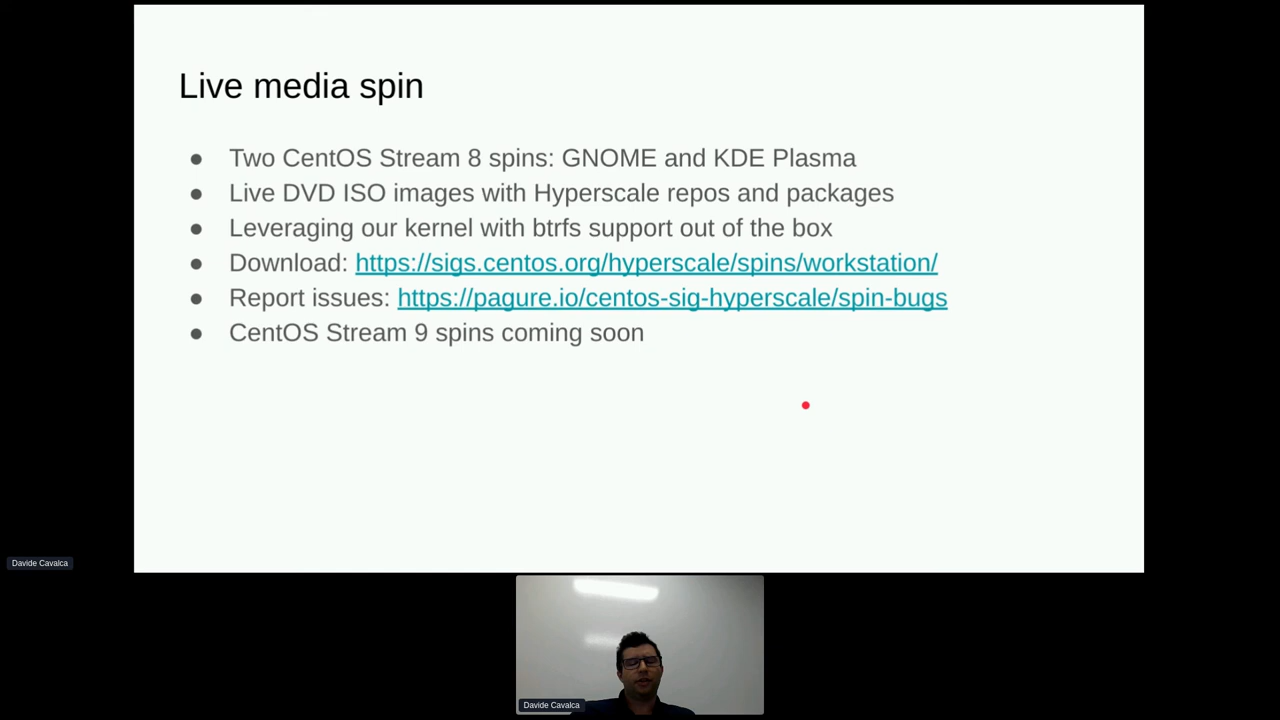 Live media spin
● Two CentOS Stream 8 spins: GNOME and KDE Plasma
● Live DVD ISO images with Hyperscale repos and packages
● Leveraging our kernel with btrfs support out of the box
● Download: https://sigs.centos.org/hyperscale/spins/workstation/
● Report issues: https://pagure.io/centos-sig-hyperscale/spin-bugs
● CentOS Stream 9 spins coming soon
Davide Cavalca
Davide Cavalca